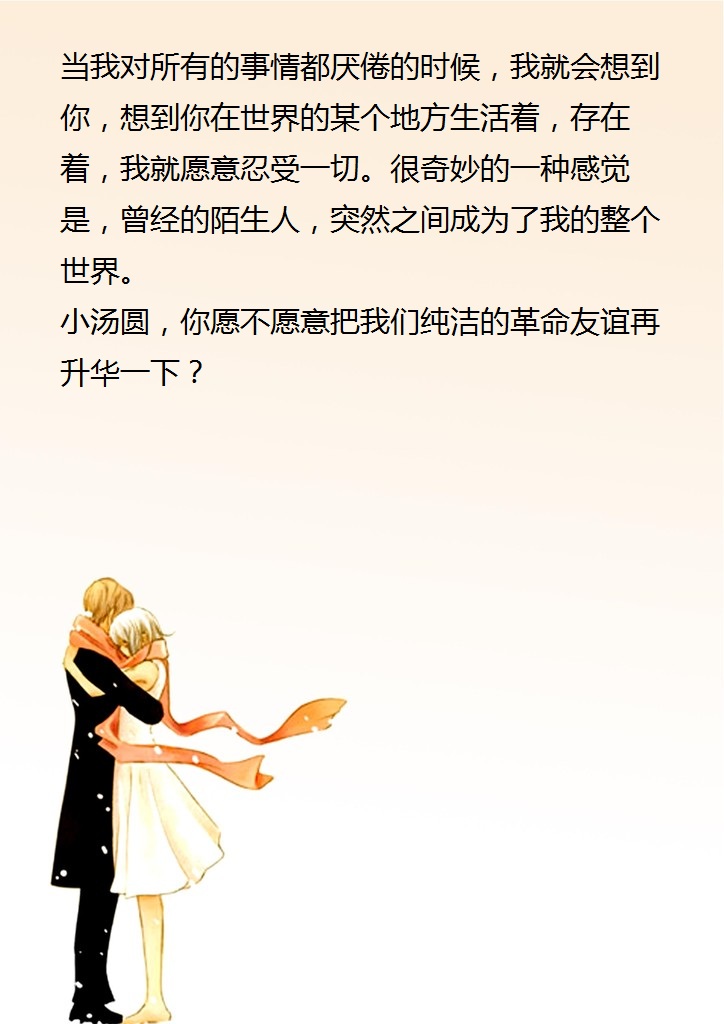 当我对所有的事情都厌倦的时候，我就会想到
你，想到你在世界的某个地方生活着，存在
着，我就愿意忍受一切。很奇妙的一种感觉
是，曾经的陌生人，突然之间成为了我的整个
世界。
小汤圆，你愿不愿意把我们纯洁的革命友谊再
升华一下？